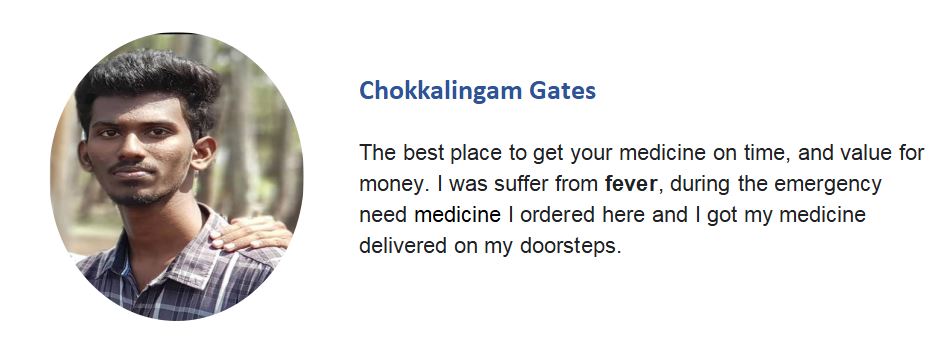 Chokkalingam Gates
The best place to get your medicine on time, and value for
money. I was suffer from fever, during the emergency
need medicine I ordered here and I got my medicine
delivered on my doorsteps.